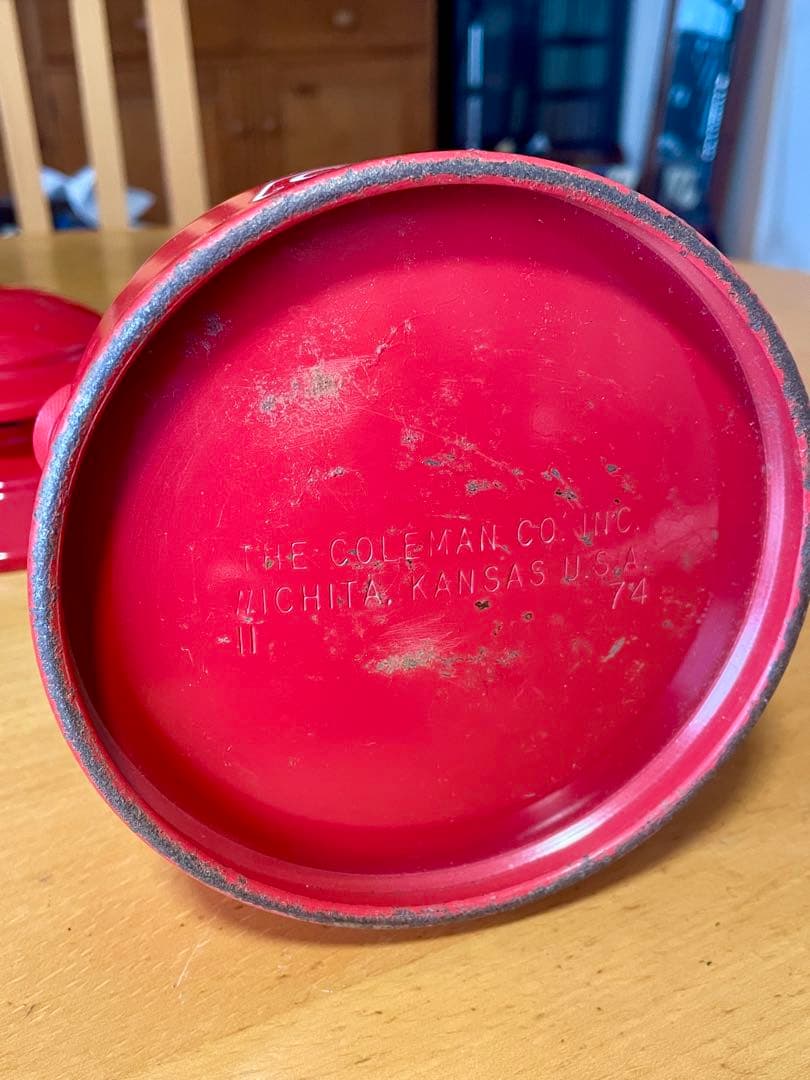 THE COLEMAN CO. INC.
WICHITA, KANSAS U.S.A.
11 74